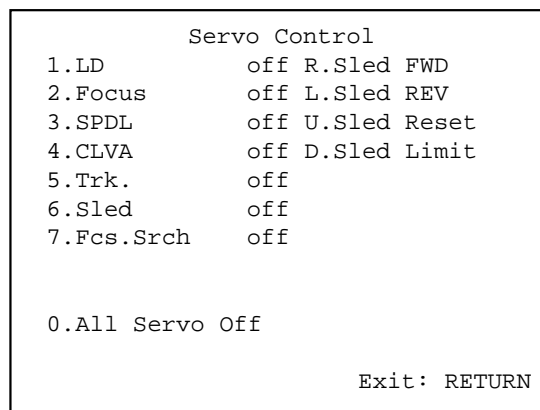 Servo Control
1.LD off R.Sled FWD
2.Focus off L.Sled REV
3.SPDL off U.Sled Reset
4.CLVA off D.Sled Limit
5.Trk. off
6.Sled off
7.Fcs.Srch off
0.All Servo Off
Exit: RETURN